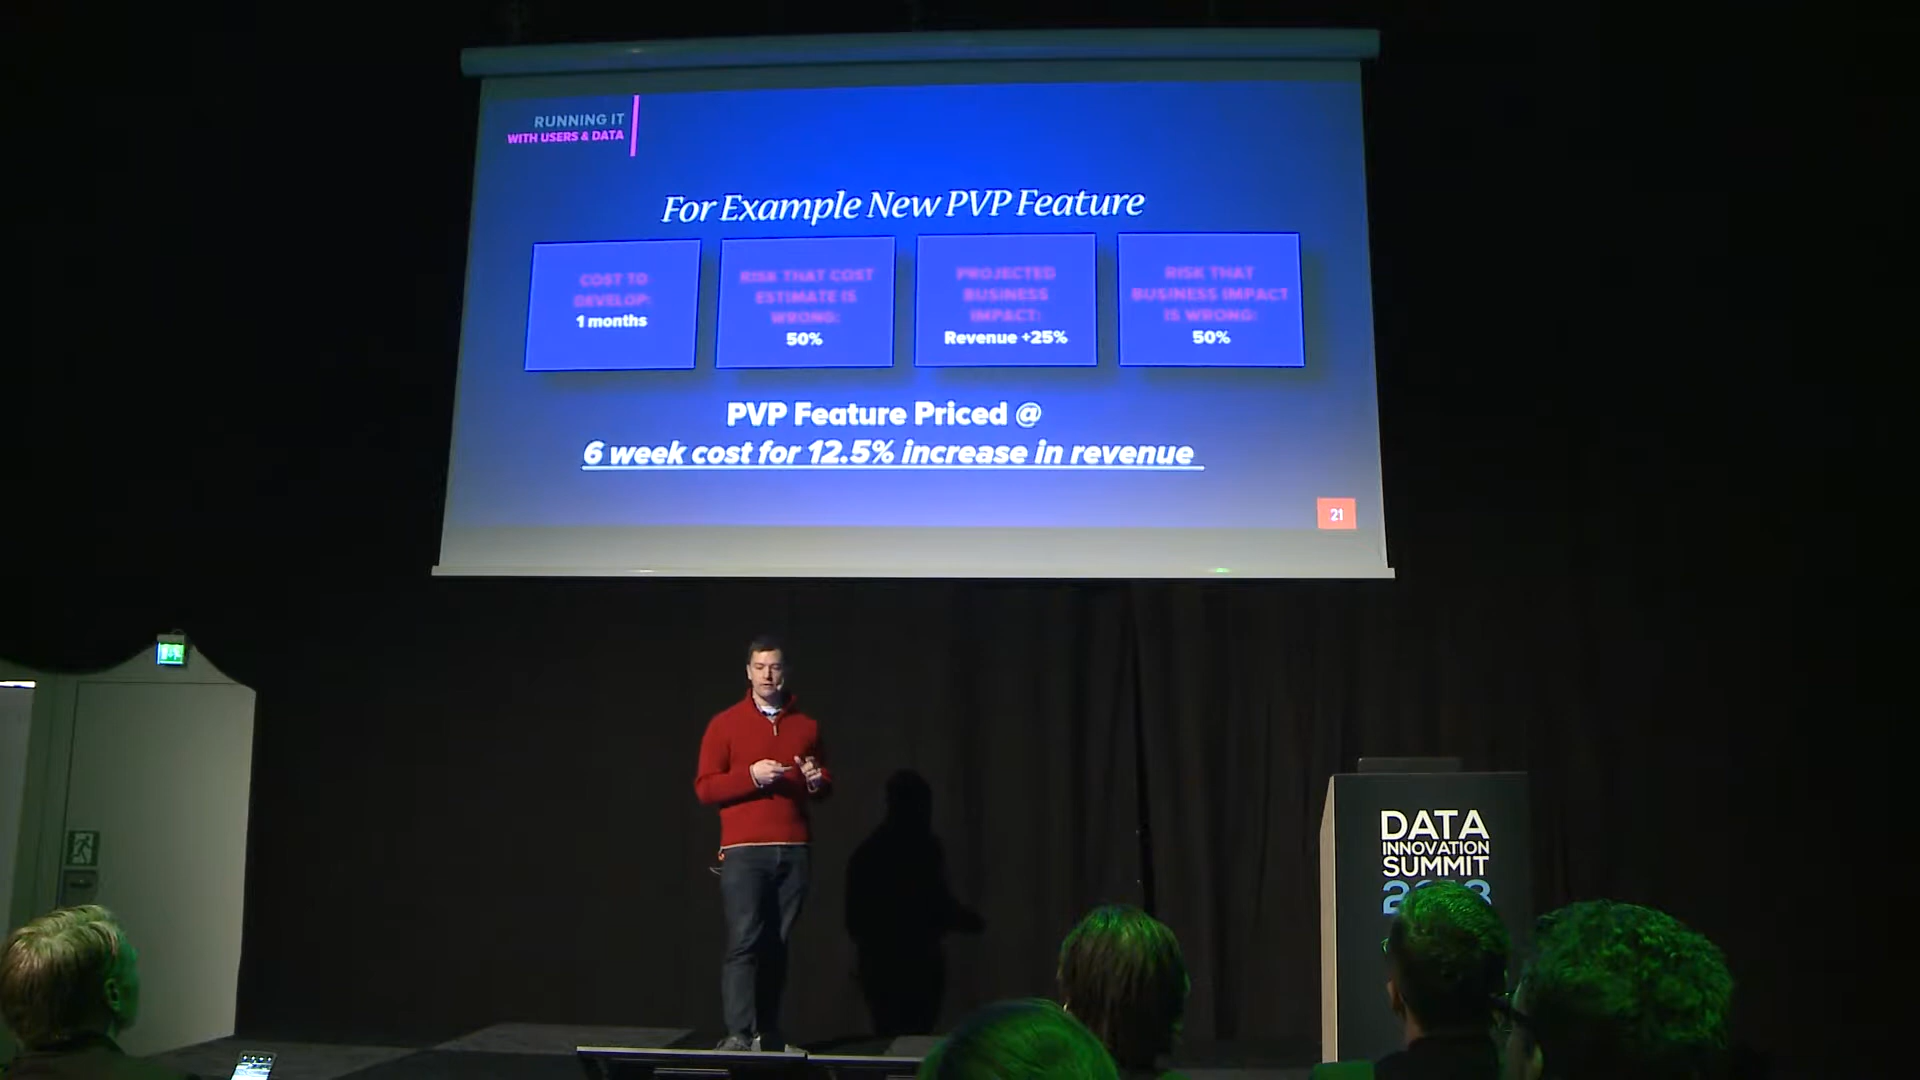 RUNNING IT
WITH USERS & DATA
For Example New PVP Feature
COST TO
DEVELOP:
1 months
RISK THAT COST
ESTIMATE IS
WRONG:
50%
PROJECTED
BUSINESS
IMPACT:
Revenue +25%
RISK THAT
BUSINESS IMPACT
IS WRONG:
50%
PVP Feature Priced @
6 week cost for 12.5% increase in revenue
21
DATA
INNOVATION
SUMMIT